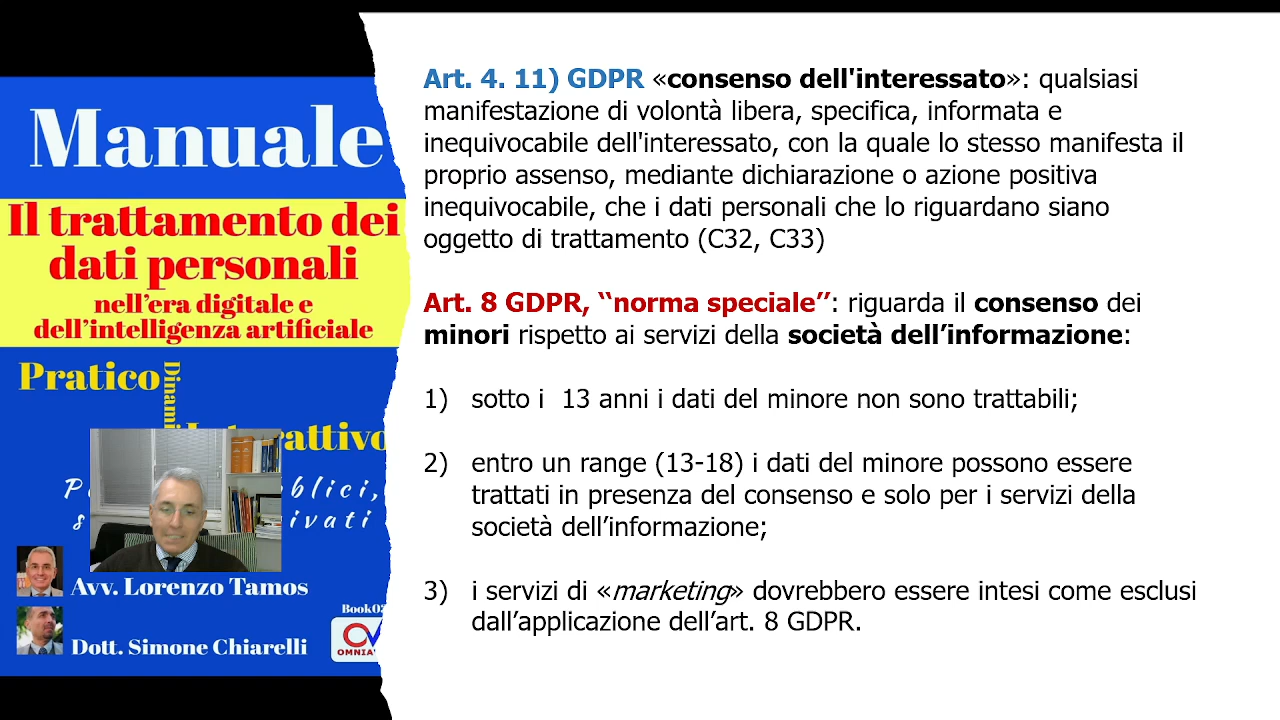 Manuale
Il trattamento dei
dati personali
nell'era digitale e
dell'intelligenza artificiale
Pratico
Avv. Lorenzo Tamos
Dott. Simone Chiarelli
Art. 4. 11) GDPR «consenso dell'interessato»: qualsiasi
manifestazione di volontà libera, specifica, informata e
inequivocabile dell'interessato, con la quale lo stesso manifesta il
proprio assenso, mediante dichiarazione o azione positiva
inequivocabile, che i dati personali che lo riguardano siano
oggetto di trattamento (C32, C33)
Art. 8 GDPR, ‟norma speciale”: riguarda il consenso dei
minori rispetto ai servizi della società dell’informazione:
1) sotto i 13 anni i dati del minore non sono trattabili;
2) entro un range (13-18) i dati del minore possono essere
trattati in presenza del consenso e solo per i servizi della
società dell’informazione;
3) i servizi di «marketing» dovrebbero essere intesi come esclusi
dall’applicazione dell’art. 8 GDPR.